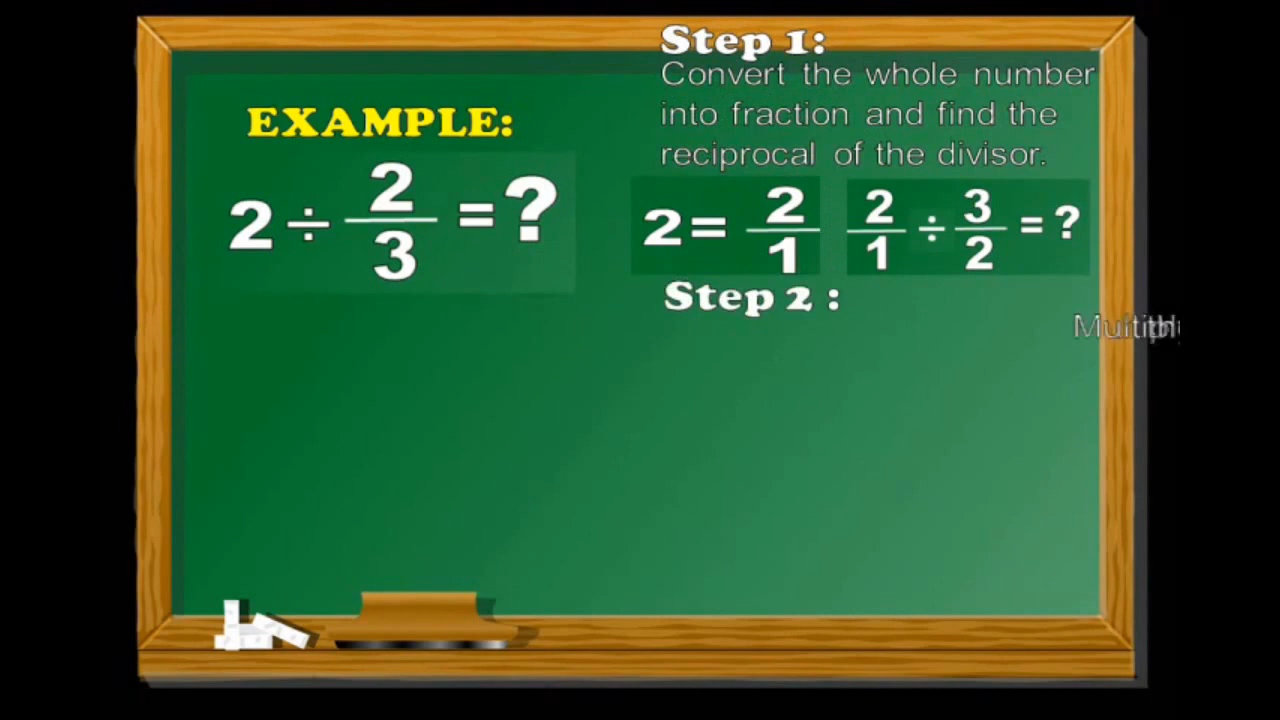 EXAMPLE:
2 ÷ 2/3 = ?
Step 1:
Convert the whole number
into fraction and find the
reciprocal of the divisor.
2 = 2/1 2/1 ÷ 3/2 = ?
Step 2 :